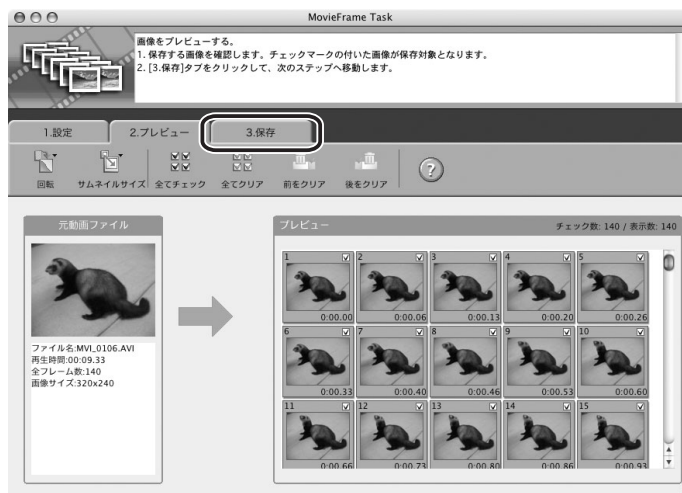 MovieFrame Task
画像をプレビューする。
1. 保存する画像を確認します。チェックマークの付いた画像が保存対象となります。
2. [3.保存]タブをクリックして、次のステップへ移動します。
1.設定
2.プレビュー
3.保存
回転
サムネイルサイズ
全てチェック
全てクリア
前をクリア
後をクリア
?
元動画ファイル
ファイル名:MVI_0106.AVI
再生時間:00:09.33
全フレーム数:140
画像サイズ:320x240
プレビュー
チェック数: 140 / 表示数: 140
1 2 3 4 5
0:00.00 0:00.06 0:00.13 0:00.20 0:00.26
6 7 8 9 10
0:00.33 0:00.40 0:00.46 0:00.53 0:00.60
11 12 13 14 15
0:00.66 0:00.73 0:00.80 0:00.86 0:00.93